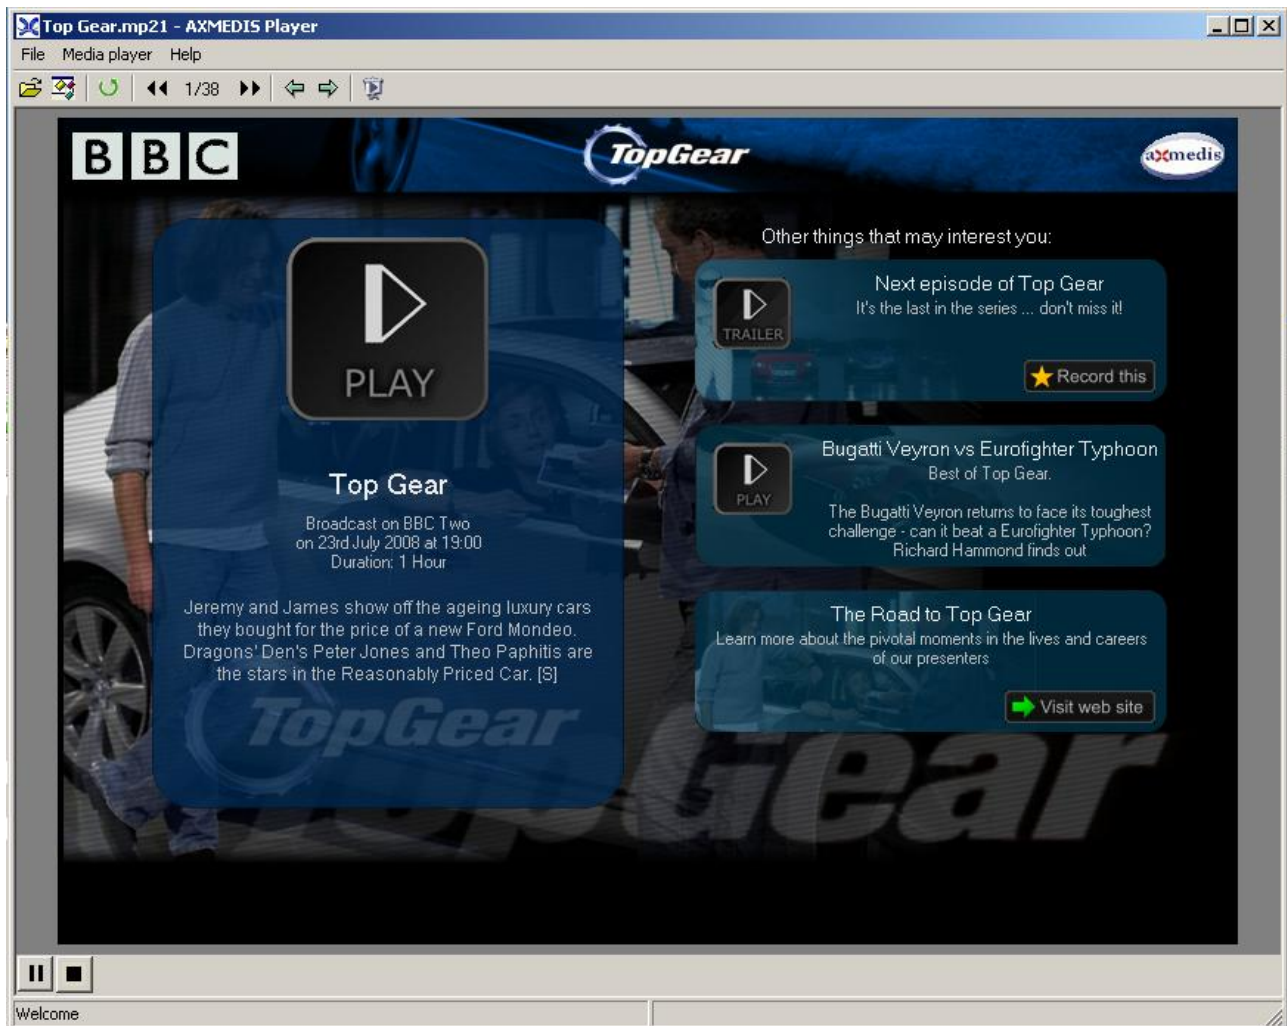 Top Gear.mp21 - AXMEDIS Player
File Media player Help
1/38
BBC
TopGear
axmedis
PLAY
Top Gear
Broadcast on BBC Two
on 23rd July 2008 at 19:00
Duration: 1 Hour
Jeremy and James show off the ageing luxury cars
they bought for the price of a new Ford Mondeo.
Dragons' Den's Peter Jones and Theo Paphitis are
the stars in the Reasonably Priced Car. [S]
TopGear
Other things that may interest you:
TRAILER
Next episode of Top Gear
It's the last in the series ... don't miss it!
Record this
PLAY
Bugatti Veyron vs Eurofighter Typhoon
Best of Top Gear.
The Bugatti Veyron returns to face its toughest
challenge - can it beat a Eurofighter Typhoon?
Richard Hammond finds out
The Road to Top Gear
Learn more about the pivotal moments in the lives and careers
of our presenters
Visit web site
TopGear
Welcome